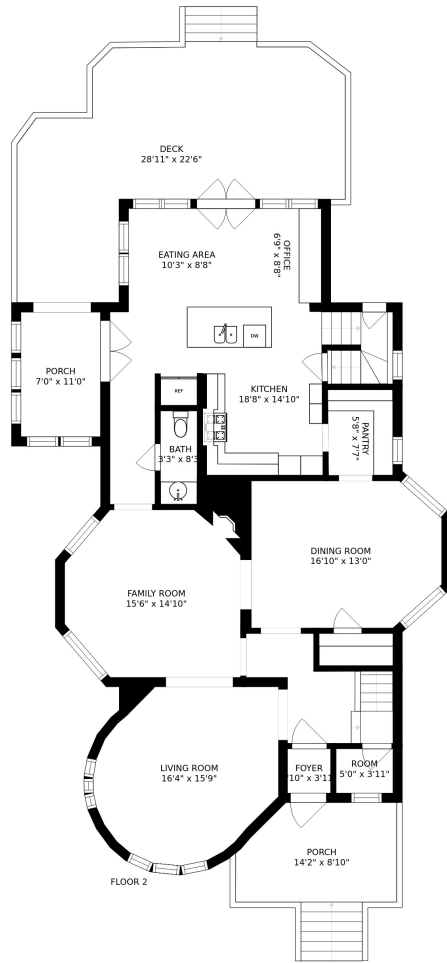 DECK
28'11" x 22'6"
EATING AREA
10'3" x 8'8"
OFFICE
6'9" x 8'8"
DW
PORCH
7'0" x 11'0"
REF
KITCHEN
18'8" x 14'10"
PANTRY
5'8" x 7'7"
BATH
3'3" x 8'3
DINING ROOM
16'10" x 13'0"
FAMILY ROOM
15'6" x 14'10"
LIVING ROOM
16'4" x 15'9"
FOYER
'10" x 3'11
ROOM
5'0" x 3'11"
PORCH
14'2" x 8'10"
FLOOR 2